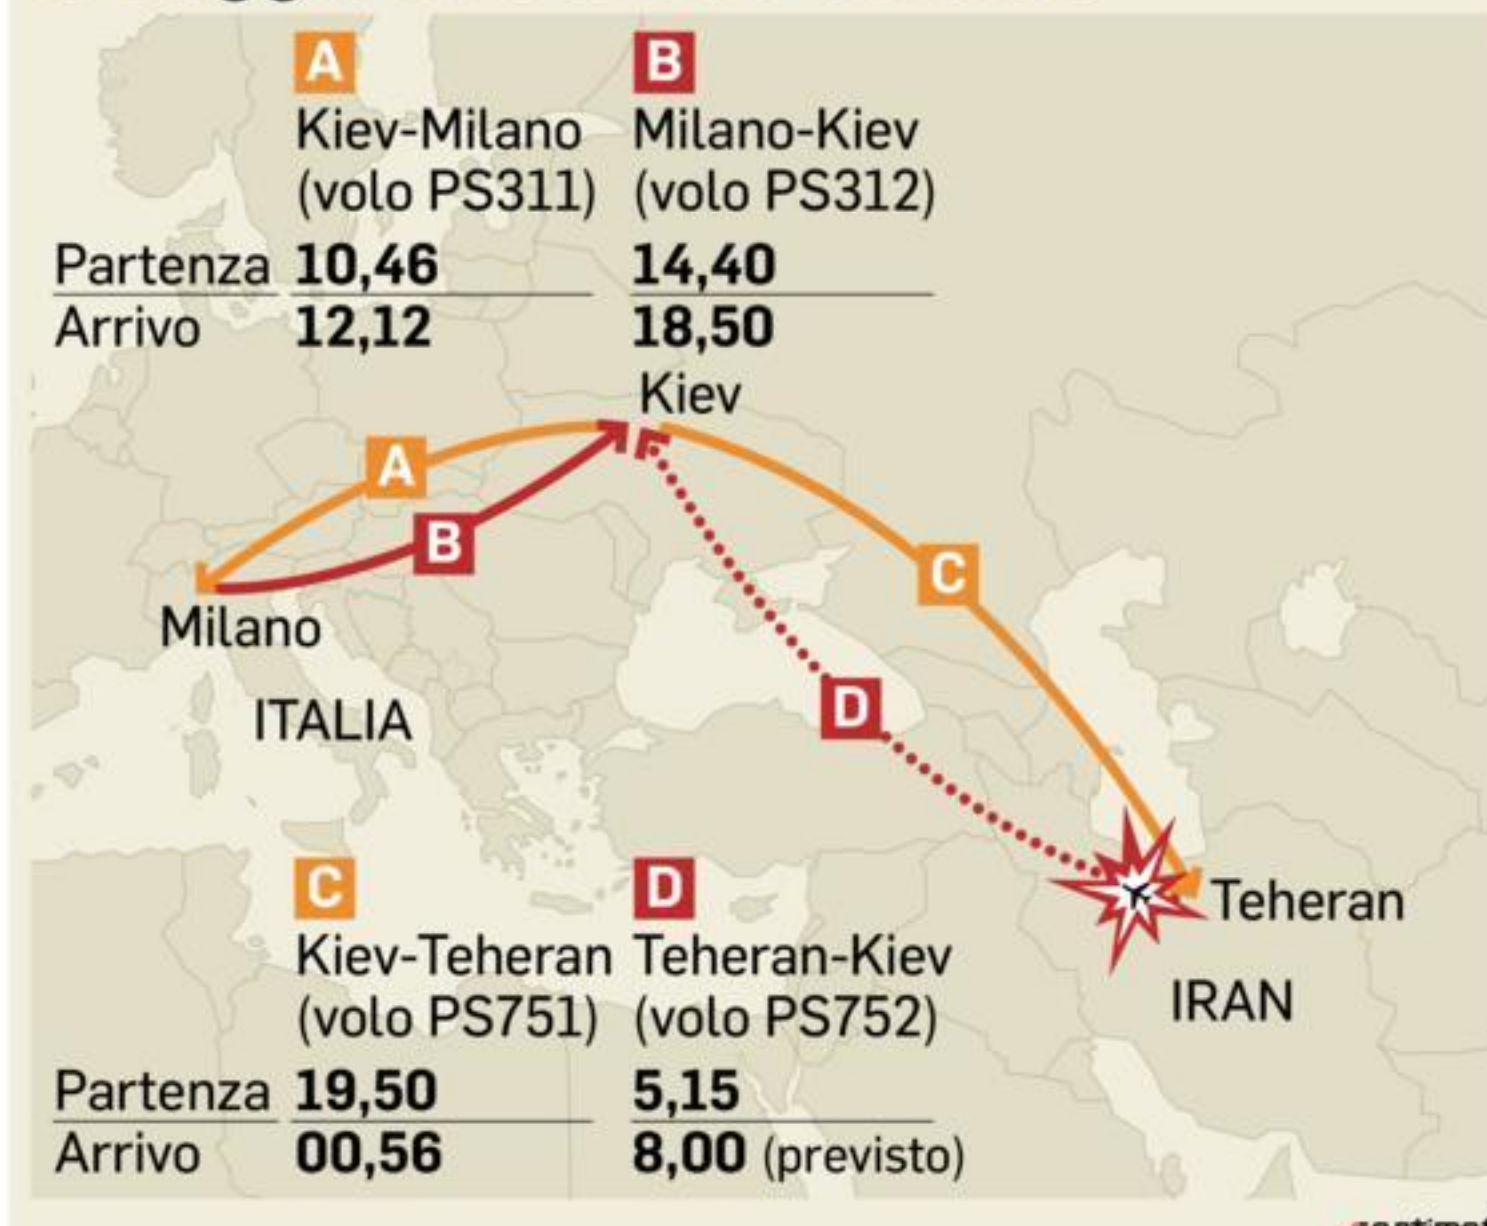 A
B
Kiev-Milano
Milano-Kiev
(volo PS311)
(volo PS312)
Partenza 10,46 14,40
Arrivo 12,12 18,50
Kiev
A
B
C
Milano
ITALIA
D
Teheran
IRAN
C
D
Kiev-Teheran
Teheran-Kiev
(volo PS751)
(volo PS752)
Partenza 19,50 5,15
Arrivo 00,56 8,00 (previsto)